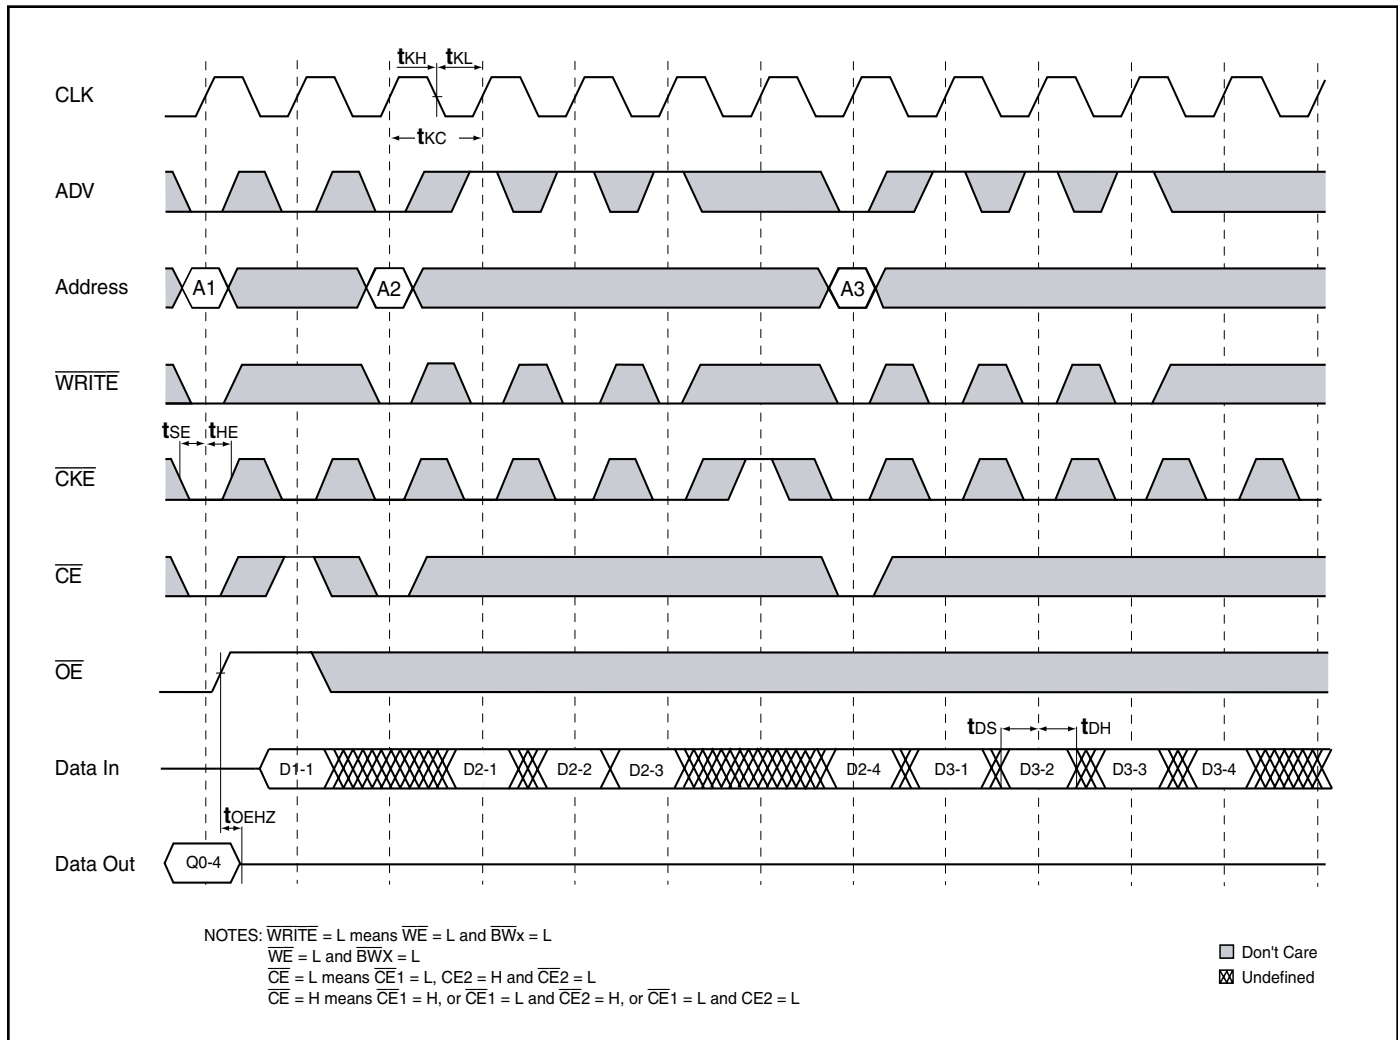 tKH tKL
CLK
tKC
ADV
Address A1 A2 A3
WRITE
tSE tHE
CKE
CE
OE
tDS tDH
Data In D1-1 D2-1 D2-2 D2-3 D2-4 D3-1 D3-2 D3-3 D3-4
tOEHZ
Data Out Q0-4
NOTES: WRITE = L means WE = L and BWx = L
WE = L and BWX = L
CE = L means CE1 = L, CE2 = H and CE2 = L
CE = H means CE1 = H, or CE1 = L and CE2 = H, or CE1 = L and CE2 = L
Don't Care
Undefined